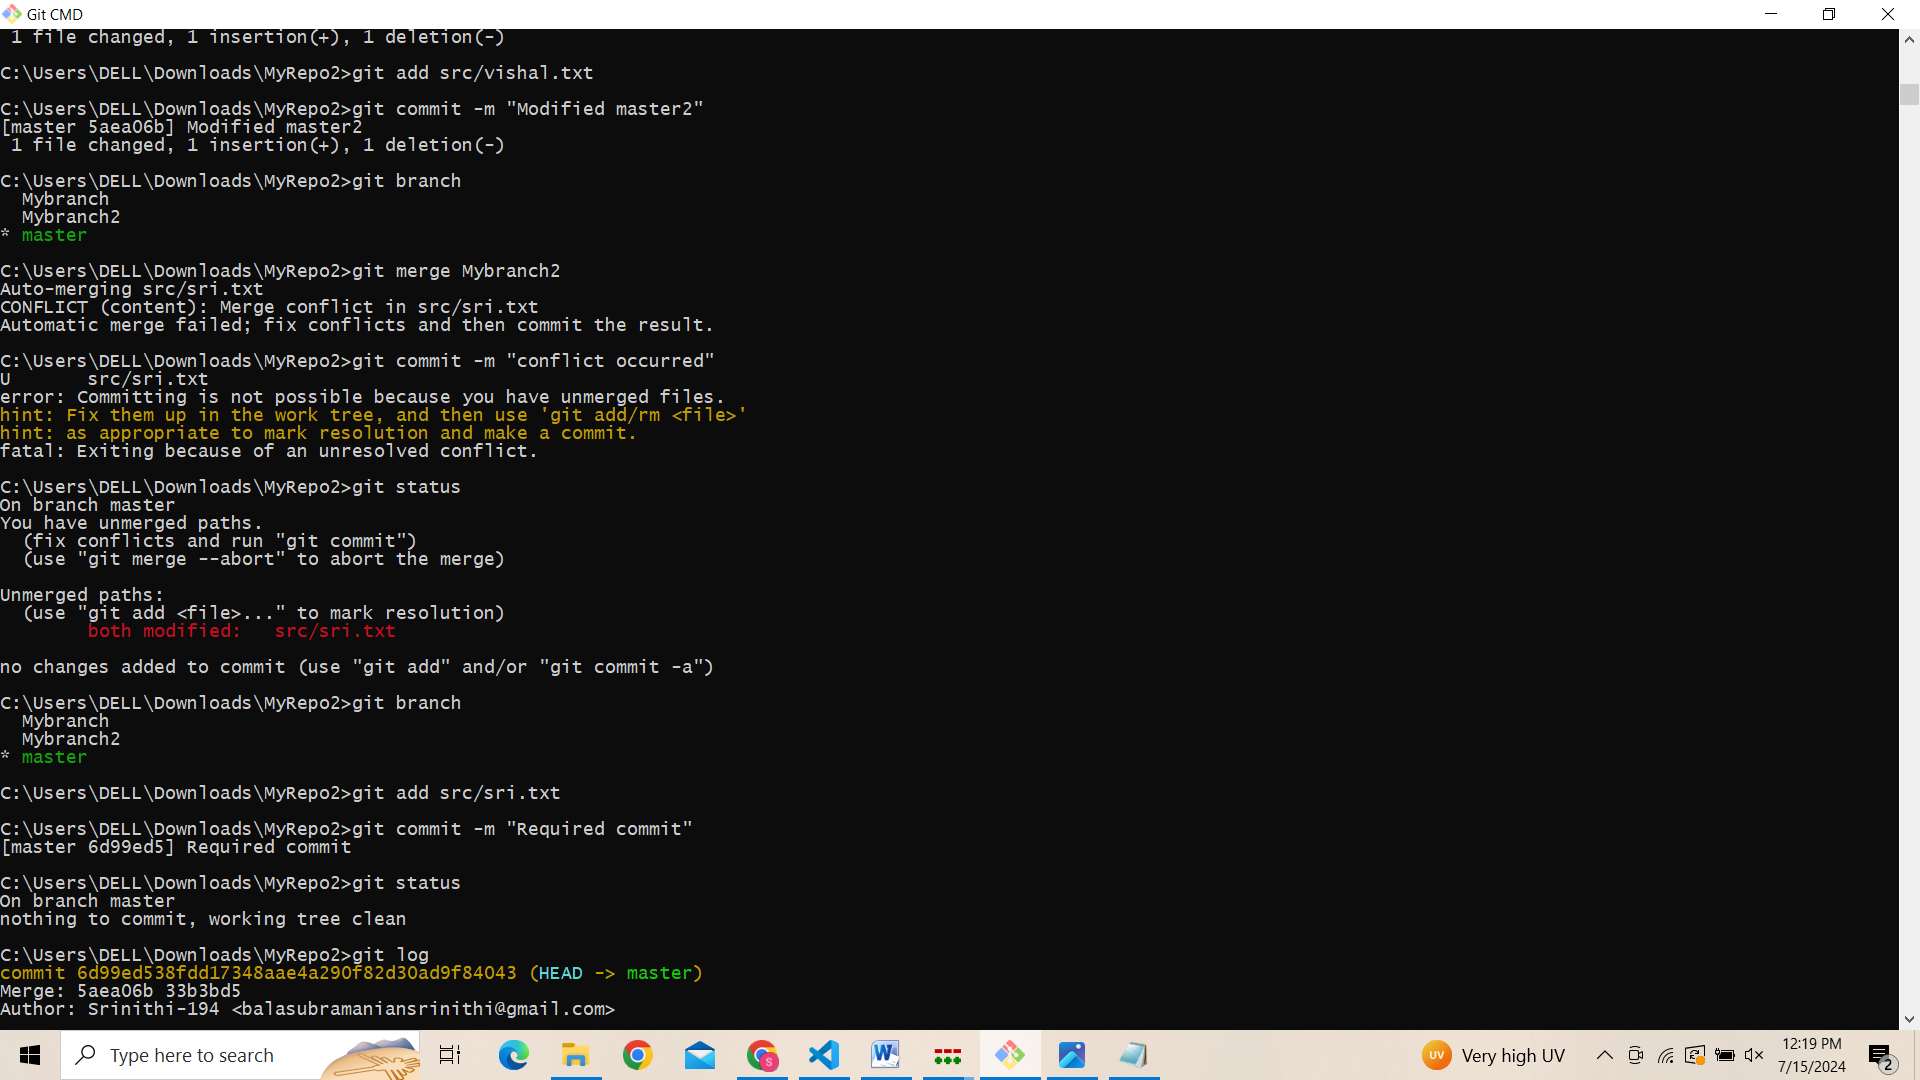 Git CMD
1 file changed, 1 insertion(+), 1 deletion(-)
C:\Users\DELL\Downloads\MyRepo2>git add src/vishal.txt
C:\Users\DELL\Downloads\MyRepo2>git commit -m "Modified master2"
[master 5aea06b] Modified master2
1 file changed, 1 insertion(+), 1 deletion(-)
C:\Users\DELL\Downloads\MyRepo2>git branch
Mybranch
Mybranch2
* master
C:\Users\DELL\Downloads\MyRepo2>git merge Mybranch2
Auto-merging src/sri.txt
CONFLICT (content): Merge conflict in src/sri.txt
Automatic merge failed; fix conflicts and then commit the result.
C:\Users\DELL\Downloads\MyRepo2>git commit -m "conflict occurred"
U       src/sri.txt
error: Committing is not possible because you have unmerged files.
hint: Fix them up in the work tree, and then use 'git add/rm <file>'
hint: as appropriate to mark resolution and make a commit.
fatal: Exiting because of an unresolved conflict.
C:\Users\DELL\Downloads\MyRepo2>git status
On branch master
You have unmerged paths.
(fix conflicts and run "git commit")
(use "git merge --abort" to abort the merge)
Unmerged paths:
(use "git add <file>..." to mark resolution)
both modified:   src/sri.txt
no changes added to commit (use "git add" and/or "git commit -a")
C:\Users\DELL\Downloads\MyRepo2>git branch
Mybranch
Mybranch2
* master
C:\Users\DELL\Downloads\MyRepo2>git add src/sri.txt
C:\Users\DELL\Downloads\MyRepo2>git commit -m "Required commit"
[master 6d99ed5] Required commit
C:\Users\DELL\Downloads\MyRepo2>git status
On branch master
nothing to commit, working tree clean
C:\Users\DELL\Downloads\MyRepo2>git log
commit 6d99ed538fdd17348aae4a290f82d30ad9f84043 (HEAD -> master)
Merge: 5aea06b 33b3bd5
Author: Srinithi-194 <balasubramaniansrinithi@gmail.com>
Type here to search
S
W
UV
Very high UV
12:19 PM
7/15/2024
2